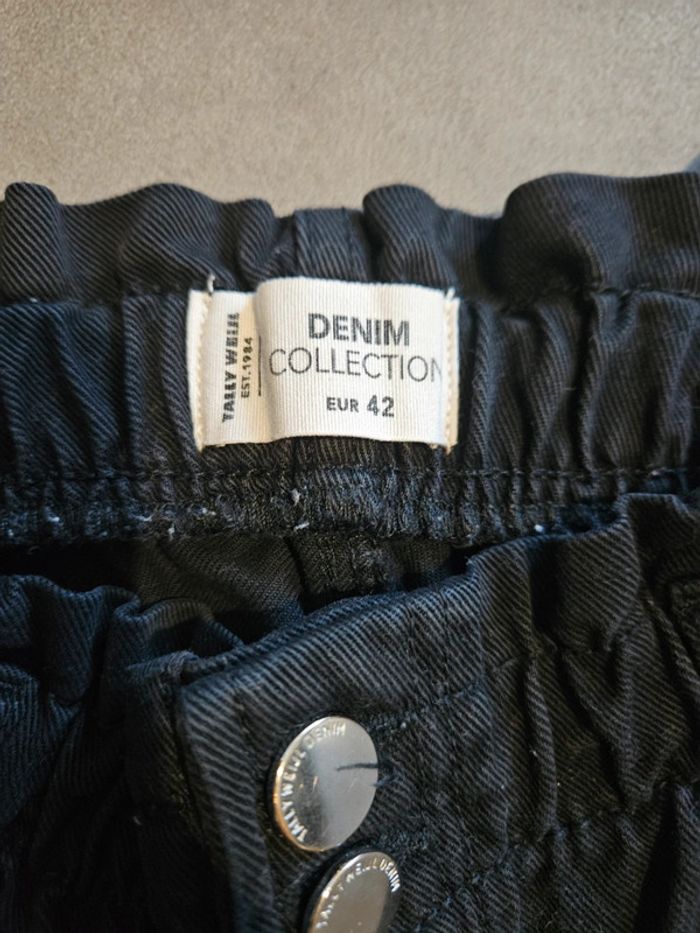 TALLY WEiJL
EST.1984
DENIM
COLLECTION
EUR 42
TALLY WEiJL DENIM
TALLY WEiJL DENIM